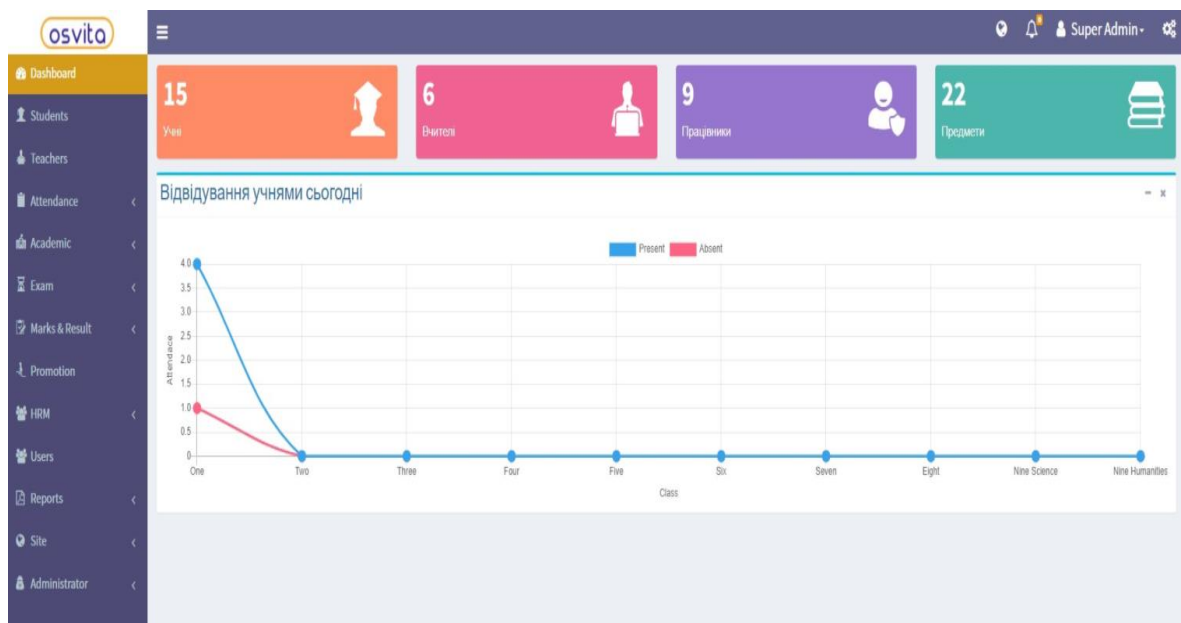 osvita
Super Admin
Dashboard
Students
Teachers
Attendance
Academic
Exam
Marks & Result
Promotion
HRM
Users
Reports
Site
Administrator
15
Учні
6
Вчителі
9
Працівники
22
Предмети
Відвідування учнями сьогодні
Present Absent
4.0
3.5
3.0
2.5
2.0
1.5
1.0
0.5
0
Attendace
One Two Three Four Five Six Seven Eight Nine Science Nine Humanities
Class